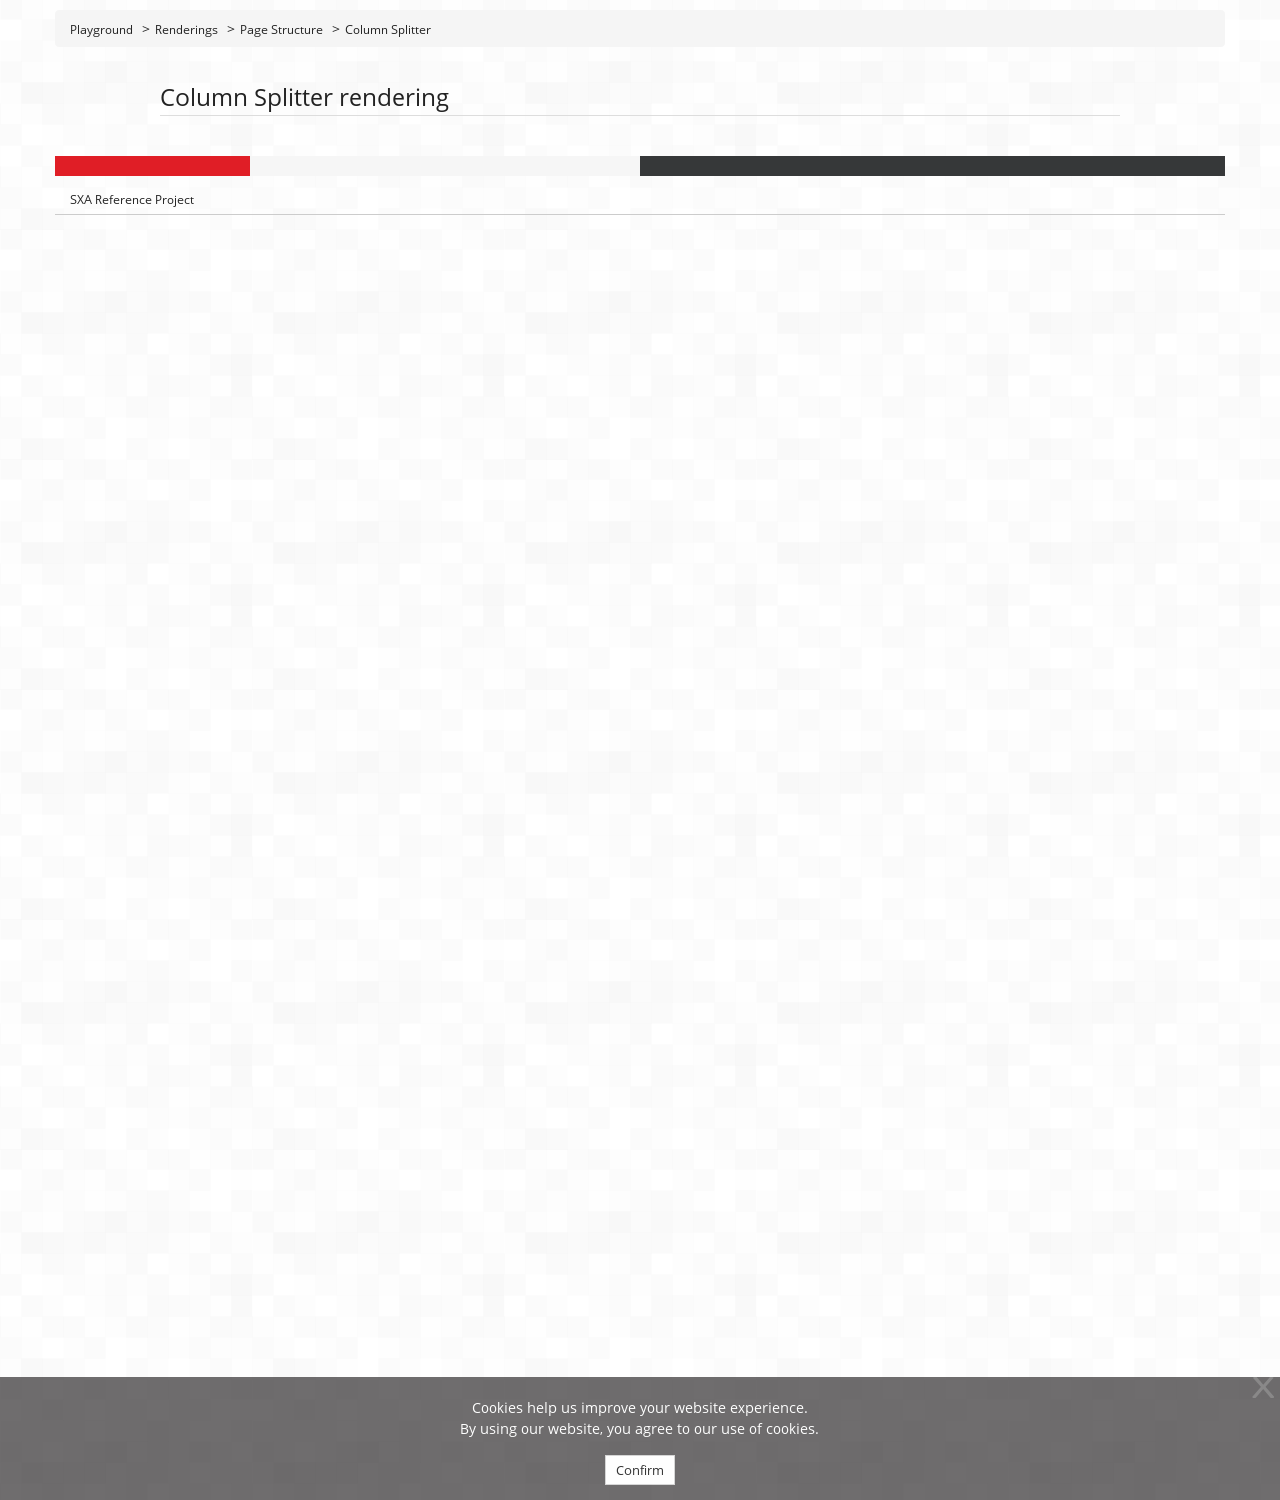 Playground > Renderings > Page Structure > Column Splitter
Column Splitter rendering
SXA Reference Project
X
Cookies help us improve your website experience.
By using our website, you agree to our use of cookies.
Confirm